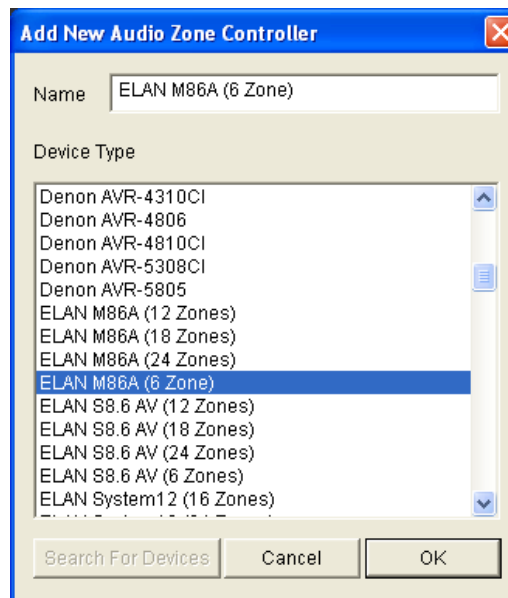 Add New Audio Zone Controller
Name ELAN M86A (6 Zone)
Device Type
Denon AVR-4310CI
Denon AVR-4806
Denon AVR-4810CI
Denon AVR-5308CI
Denon AVR-5805
ELAN M86A (12 Zones)
ELAN M86A (18 Zones)
ELAN M86A (24 Zones)
ELAN M86A (6 Zone)
ELAN S8.6 AV (12 Zones)
ELAN S8.6 AV (18 Zones)
ELAN S8.6 AV (24 Zones)
ELAN S8.6 AV (6 Zones)
ELAN System12 (16 Zones)
Search For Devices Cancel OK